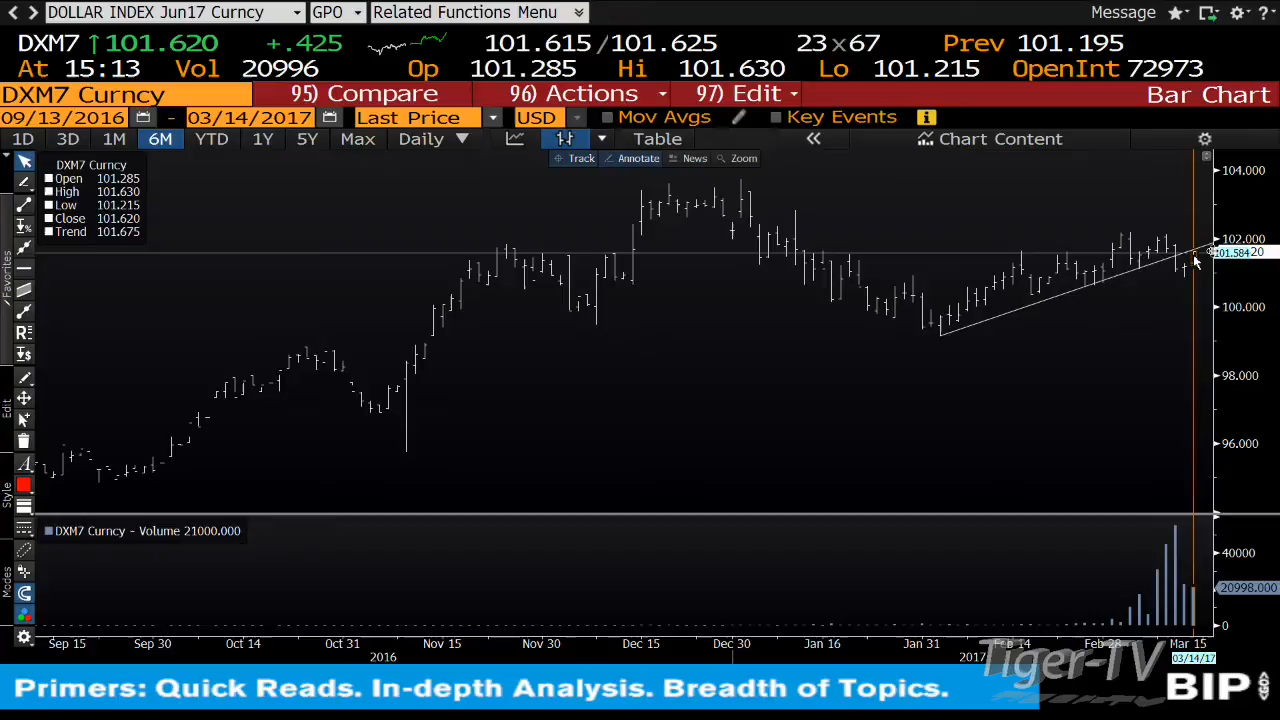 DOLLAR INDEX Jun17 Curncy GPO Related Functions Menu Message
DXM7 ↑101.620 +.425 101.615/101.625 23x67 Prev 101.195
At 15:13 Vol 20996 Op 101.285 Hi 101.630 Lo 101.215 OpenInt 72973
DXM7 Curncy 95) Compare 96) Actions 97) Edit Bar Chart
09/13/2016 - 03/14/2017 Last Price USD Mov Avgs Key Events
1D 3D 1M 6M YTD 1Y 5Y Max Daily Table Chart Content
Track Annotate News Zoom
DXM7 Curncy
Open 101.285
High 101.630
Low 101.215
Close 101.620
Trend 101.675
104.000
102.000
101.584 20
100.000
98.000
96.000
Favorites
Edit
Style
Modes
DXM7 Curncy - Volume 21000.000
40000
20998.000
0
Sep 15 Sep 30 Oct 14 Oct 31 Nov 15 Nov 30 Dec 15 Dec 30 Jan 16 Jan 31 Feb 28 Mar 15
2016 2017 03/14/17
Tiger-TV
Primers: Quick Reads. In-depth Analysis. Breadth of Topics.
BIP